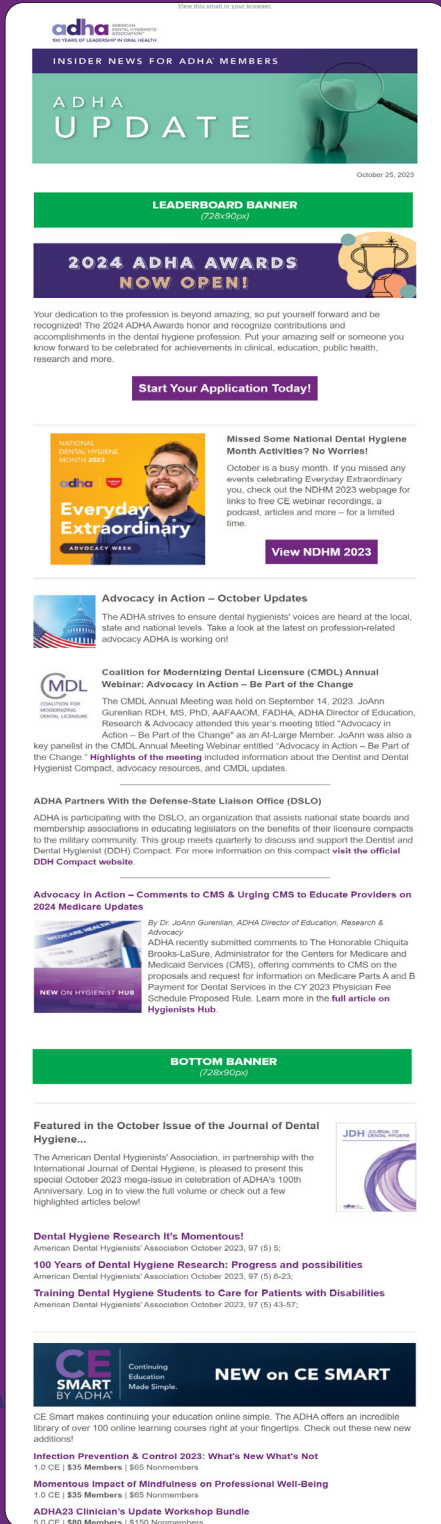 View this email in your browser.
adha AMERICAN
DENTAL HYGIENISTS'
ASSOCIATION™
100 YEARS OF LEADERSHIP IN ORAL HEALTH
INSIDER NEWS FOR ADHA® MEMBERS
ADHA
UPDATE
October 25, 2023
LEADERBOARD BANNER
(728x90px)
2024 ADHA AWARDS
NOW OPEN!
Your dedication to the profession is beyond amazing, so put yourself forward and be
recognized! The 2024 ADHA Awards honor and recognize contributions and
accomplishments in the dental hygiene profession. Put your amazing self or someone you
know forward to be celebrated for achievements in clinical, education, public health,
research and more.
Start Your Application Today!
NATIONAL
DENTAL HYGIENE
MONTH 2023
adha
Everyday
Extraordinary
ADVOCACY WEEK
Missed Some National Dental Hygiene
Month Activities? No Worries!
October is a busy month. If you missed any
events celebrating Everyday Extraordinary
you, check out the NDHM 2023 webpage for
links to free CE webinar recordings, a
podcast, articles and more – for a limited
time.
View NDHM 2023
Advocacy in Action – October Updates
The ADHA strives to ensure dental hygienists' voices are heard at the local,
state and national levels. Take a look at the latest on profession-related
advocacy ADHA is working on!
CMDL
COALITION FOR
MODERNIZING
DENTAL LICENSURE
Coalition for Modernizing Dental Licensure (CMDL) Annual
Webinar: Advocacy in Action – Be Part of the Change
The CMDL Annual Meeting was held on September 14, 2023. JoAnn
Gurenlian RDH, MS, PhD, AAFAAOM, FADHA, ADHA Director of Education,
Research & Advocacy attended this year's meeting titled "Advocacy in
Action – Be Part of the Change" as an At-Large Member. JoAnn was also a
key panelist in the CMDL Annual Meeting Webinar entitled "Advocacy in Action – Be Part of
the Change." Highlights of the meeting included information about the Dentist and Dental
Hygienist Compact, advocacy resources, and CMDL updates.
ADHA Partners With the Defense-State Liaison Office (DSLO)
ADHA is participating with the DSLO, an organization that assists national state boards and
membership associations in educating legislators on the benefits of their licensure compacts
to the military community. This group meets quarterly to discuss and support the Dentist and
Dental Hygienist (DDH) Compact. For more information on this compact visit the official
DDH Compact website.
Advocacy in Action – Comments to CMS & Urging CMS to Educate Providers on
2024 Medicare Updates
MEDICARE HEALTH
NEW ON HYGIENIST HUB
By Dr. JoAnn Gurenlian, ADHA Director of Education, Research &
Advocacy
ADHA recently submitted comments to The Honorable Chiquita
Brooks-LaSure, Administrator for the Centers for Medicare and
Medicaid Services (CMS), offering comments to CMS on the
proposals and request for information on Medicare Parts A and B
Payment for Dental Services in the CY 2023 Physician Fee
Schedule Proposed Rule. Learn more in the full article on
Hygienists Hub.
BOTTOM BANNER
(728x90px)
Featured in the October Issue of the Journal of Dental
Hygiene...
The American Dental Hygienists' Association, in partnership with the
International Journal of Dental Hygiene, is pleased to present this
special October 2023 mega-issue in celebration of ADHA's 100th
Anniversary. Log in to view the full volume or check out a few
highlighted articles below!
JDH JOURNAL OF
DENTAL HYGIENE
adha
Dental Hygiene Research It's Momentous!
American Dental Hygienists' Association October 2023, 97 (5) 5;
100 Years of Dental Hygiene Research: Progress and possibilities
American Dental Hygienists' Association October 2023, 97 (5) 6-23;
Training Dental Hygiene Students to Care for Patients with Disabilities
American Dental Hygienists' Association October 2023, 97 (5) 43-57;
CE
SMART
BY ADHA
Continuing
Education
Made Simple.
NEW on CE SMART
CE Smart makes continuing your education online simple. The ADHA offers an incredible
library of over 100 online learning courses right at your fingertips. Check out these new new
additions!
Infection Prevention & Control 2023: What's New What's Not
1.0 CE | $35 Members | $65 Nonmembers
Momentous Impact of Mindfulness on Professional Well-Being
1.0 CE | $35 Members | $65 Nonmembers
ADHA23 Clinician's Update Workshop Bundle
5.0 CE | $80 Members | $150 Nonmembers